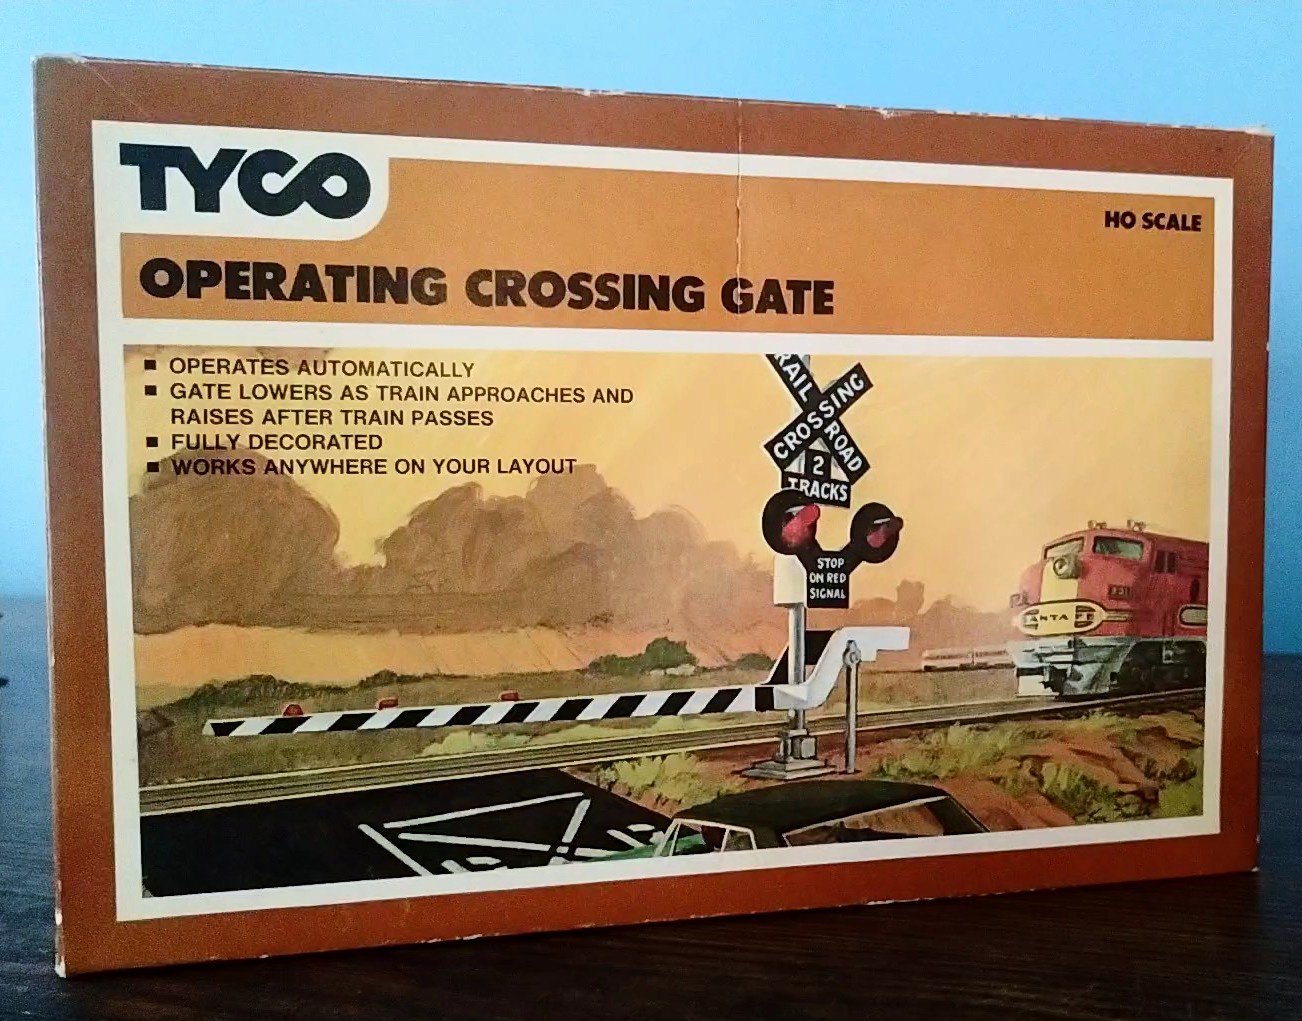 TYCO
HO SCALE
OPERATING CROSSING GATE
▪ OPERATES AUTOMATICALLY
▪ GATE LOWERS AS TRAIN APPROACHES AND
RAISES AFTER TRAIN PASSES
▪ FULLY DECORATED
▪ WORKS ANYWHERE ON YOUR LAYOUT
RAIL ROAD
CROSSING
2
TRACKS
STOP
ON RED
SIGNAL